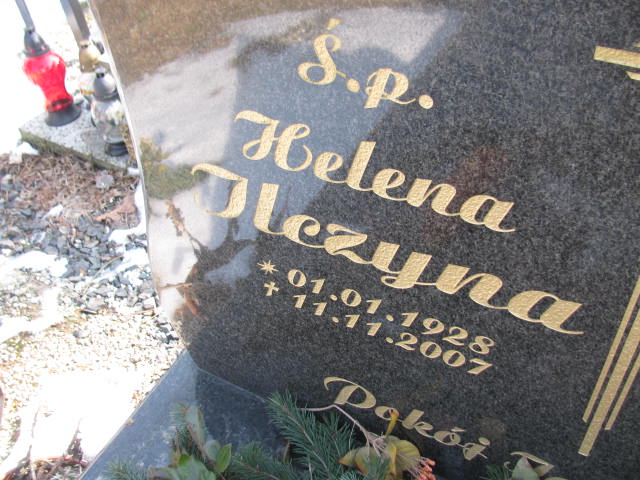 Ś.p.
Helena
Ilczyna
* 01.01.1928
✝ 11.11.2007
Pokój